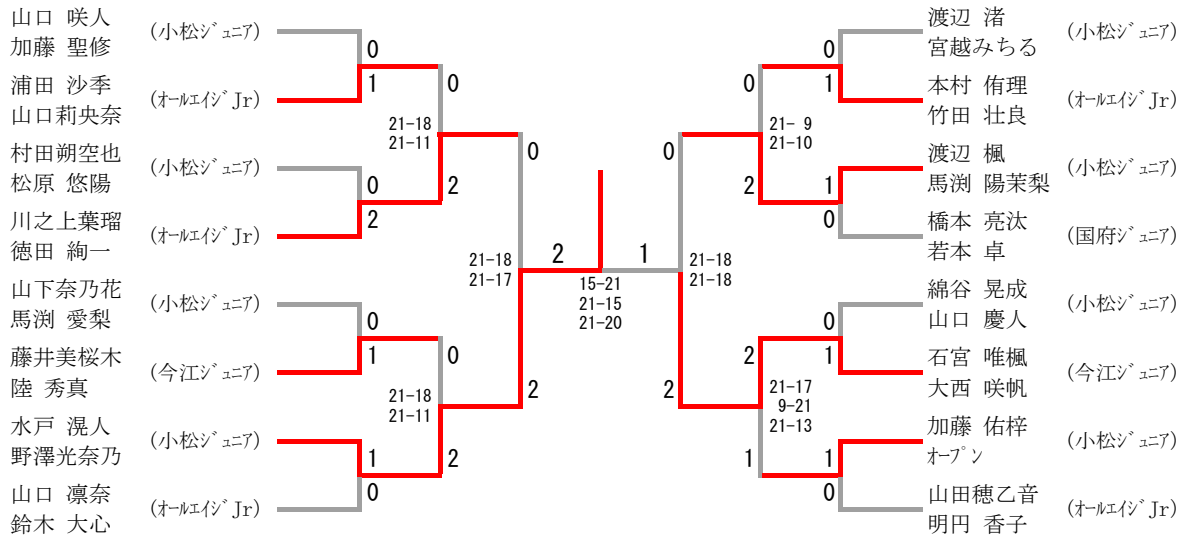 山口 咲人
加藤 聖修
(小松ｼﾞｭﾆｱ)
0
1
浦田 沙季
山口莉央奈
(ｵｰﾙｴｲｼﾞJr)
0
21-18
21-11
2
村田朔空也
松原 悠陽
(小松ｼﾞｭﾆｱ)
0
2
川之上葉瑠
徳田 絢一
(ｵｰﾙｴｲｼﾞJr)
0
21-18
21-17
2
山下奈乃花
馬渕 愛梨
(小松ｼﾞｭﾆｱ)
0
1
藤井美桜木
陸 秀真
(今江ｼﾞｭﾆｱ)
0
21-18
21-11
2
水戸 滉人
野澤光奈乃
(小松ｼﾞｭﾆｱ)
1
0
山口 凛奈
鈴木 大心
(ｵｰﾙｴｲｼﾞJr)
2
1
15-21
21-15
21-20
渡辺 渚
宮越みちる
(小松ｼﾞｭﾆｱ)
0
1
本村 侑理
竹田 壮良
(ｵｰﾙｴｲｼﾞJr)
0
21- 9
21-10
2
渡辺 楓
馬渕 陽茉梨
(小松ｼﾞｭﾆｱ)
1
0
橋本 亮汰
若本 卓
(国府ｼﾞｭﾆｱ)
0
21-18
21-18
2
綿谷 晃成
山口 慶人
(小松ｼﾞｭﾆｱ)
0
1
石宮 唯楓
大西 咲帆
(今江ｼﾞｭﾆｱ)
2
21-17
9-21
21-13
1
加藤 佑梓
ｵｰﾌﾟﾝ
(小松ｼﾞｭﾆｱ)
1
0
山田穂乙音
明円 香子
(ｵｰﾙｴｲｼﾞJr)